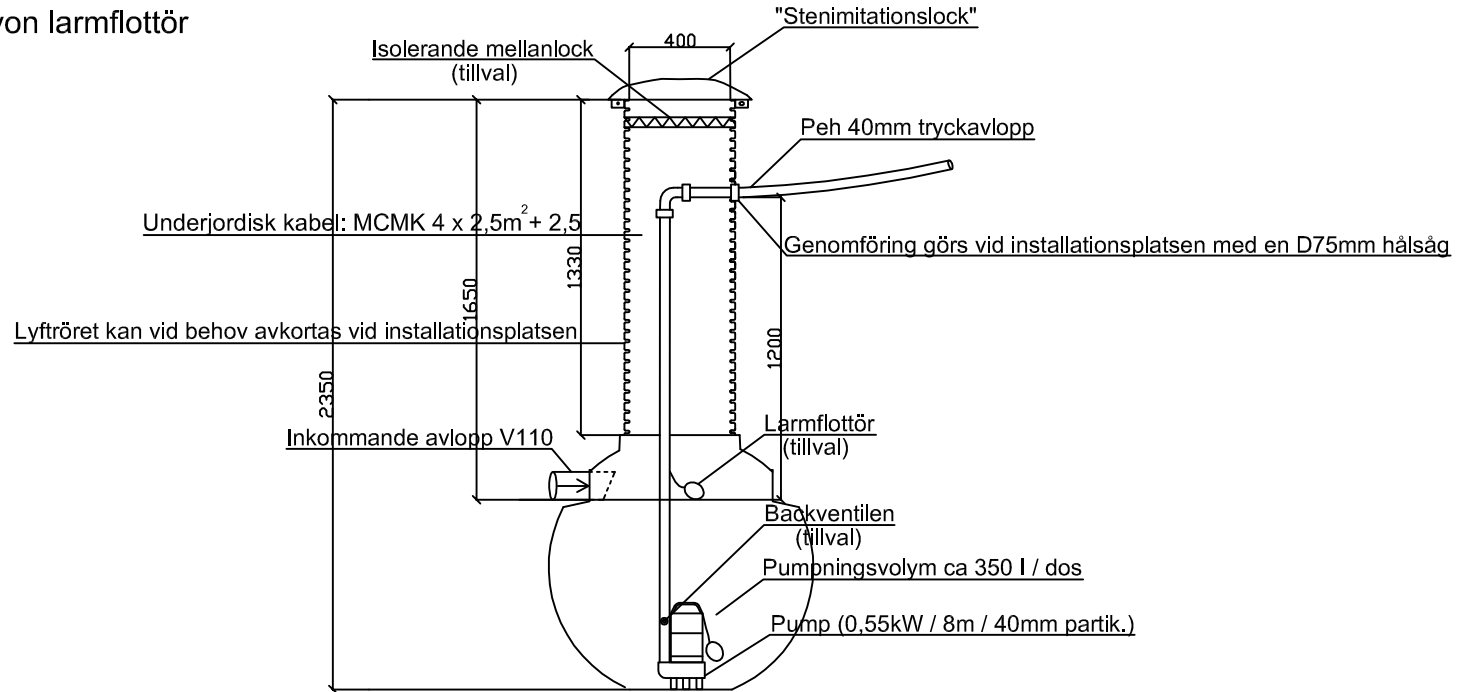 von larmflottör
"Stenimitationslock"
400
Isolerande mellanlock
(tillval)
Peh 40mm tryckavlopp
Underjordisk kabel: MCMK 4 x 2,5m² + 2,5
Genomföring görs vid installationsplatsen med en D75mm hålsåg
1330
1650
Lyftröret kan vid behov avkortas vid installationsplatsen
1200
2350
Larmflottör
(tillval)
Inkommande avlopp V110
Backventilen
(tillval)
Pumpningsvolym ca 350 l / dos
Pump (0,55kW / 8m / 40mm partik.)